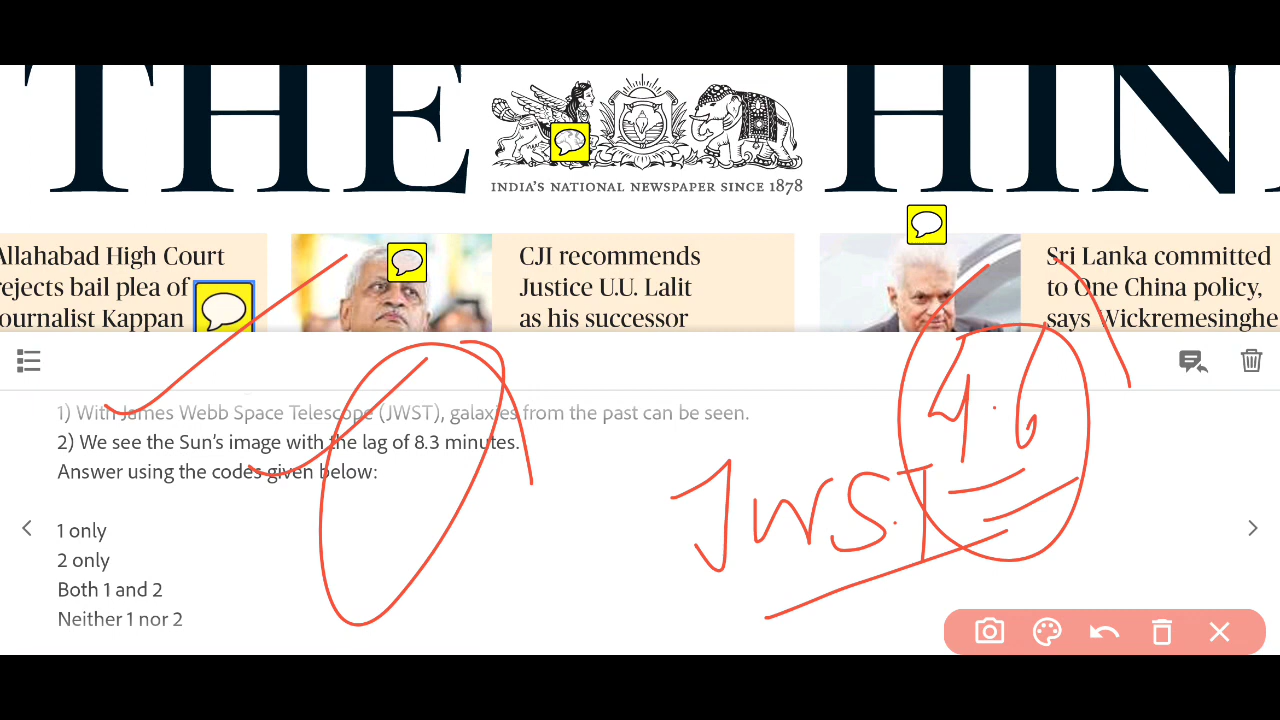 THE HIN
INDIA'S NATIONAL NEWSPAPER SINCE 1878
Allahabad High Court
rejects bail plea of
journalist Kappan
CJI recommends
Justice U.U. Lalit
as his successor
Sri Lanka committed
to One China policy,
says Wickremesinghe
1) With James Webb Space Telescope (JWST), galaxies from the past can be seen.
2) We see the Sun's image with the lag of 8.3 minutes.
Answer using the codes given below:
1 only
2 only
Both 1 and 2
Neither 1 nor 2
4.6
JWST